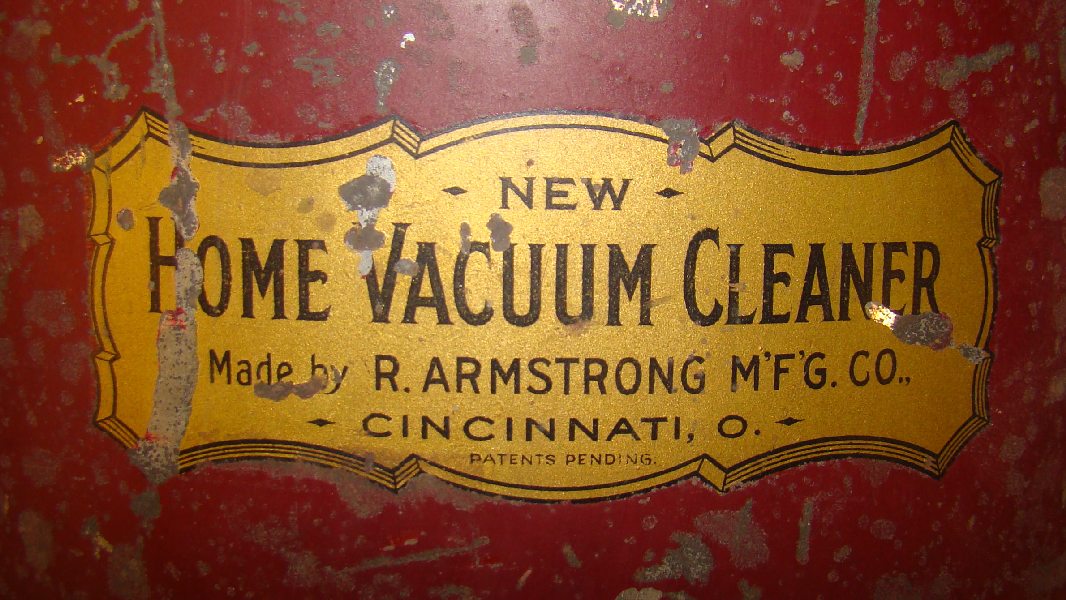 NEW
HOME VACUUM CLEANER
Made by R. ARMSTRONG M'F'G. CO.,
CINCINNATI, O.
PATENTS PENDING.